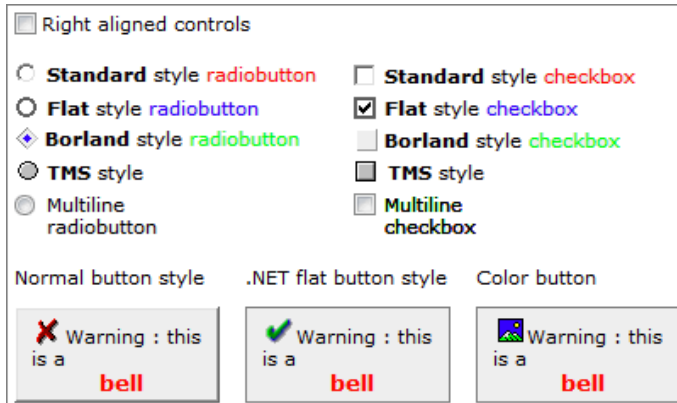 Right aligned controls
Standard style radiobutton
Standard style checkbox
Flat style radiobutton
Flat style checkbox
Borland style radiobutton
Borland style checkbox
TMS style
TMS style
Multiline
radiobutton
Multiline
checkbox
Normal button style
.NET flat button style
Color button
Warning : this
is a
bell
Warning : this
is a
bell
Warning : this
is a
bell